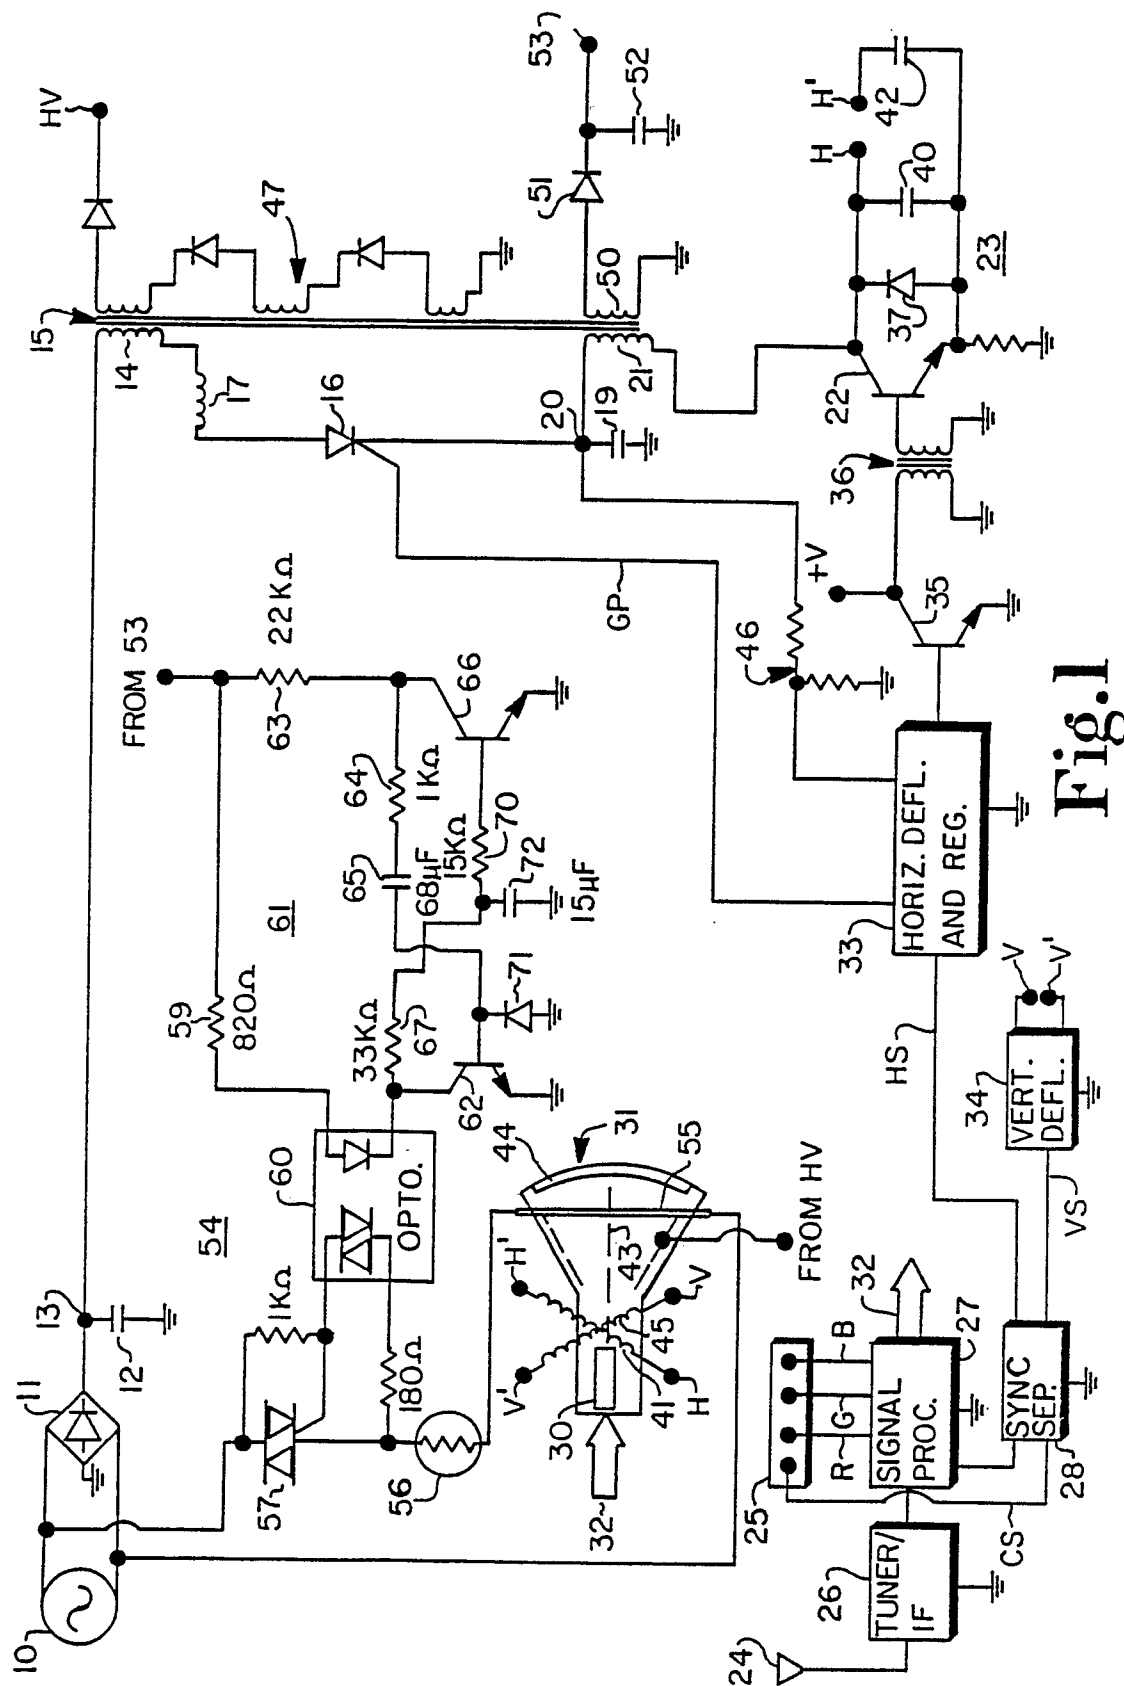 10
11
13
12
54
57
1KΩ
180Ω
56
60
OPTO.
59
820Ω
61
FROM 53
63
22KΩ
33KΩ
67
65
68μF
64
1KΩ
66
15KΩ
70
72
15μF
62
71
15
14
17
16
HV
47
20
19
21
50
51
52
53
GP
46
+V
35
36
22
37
23
H
H'
40
42
32
30
V'
H'
41
H
45
V
43
44
31
55
FROM HV
24
26
TUNER/
IF
25
R
G
B
SIGNAL
PROC.
27
32
CS
SYNC
SEP.
28
HS
VS
34
VERT.
DEFL.
V
V'
33
HORIZ. DEFL.
AND REG.
Fig.1